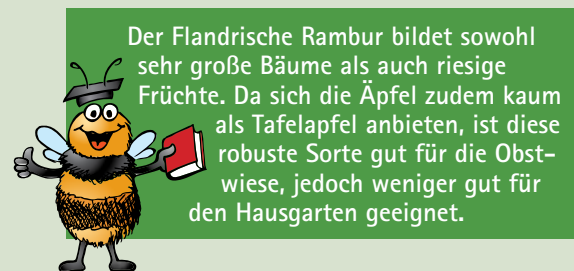 Der Flandrische Rambur bildet sowohl
sehr große Bäume als auch riesige
Früchte. Da sich die Äpfel zudem kaum
als Tafelapfel anbieten, ist diese
robuste Sorte gut für die Obst-
wiese, jedoch weniger gut für
den Hausgarten geeignet.